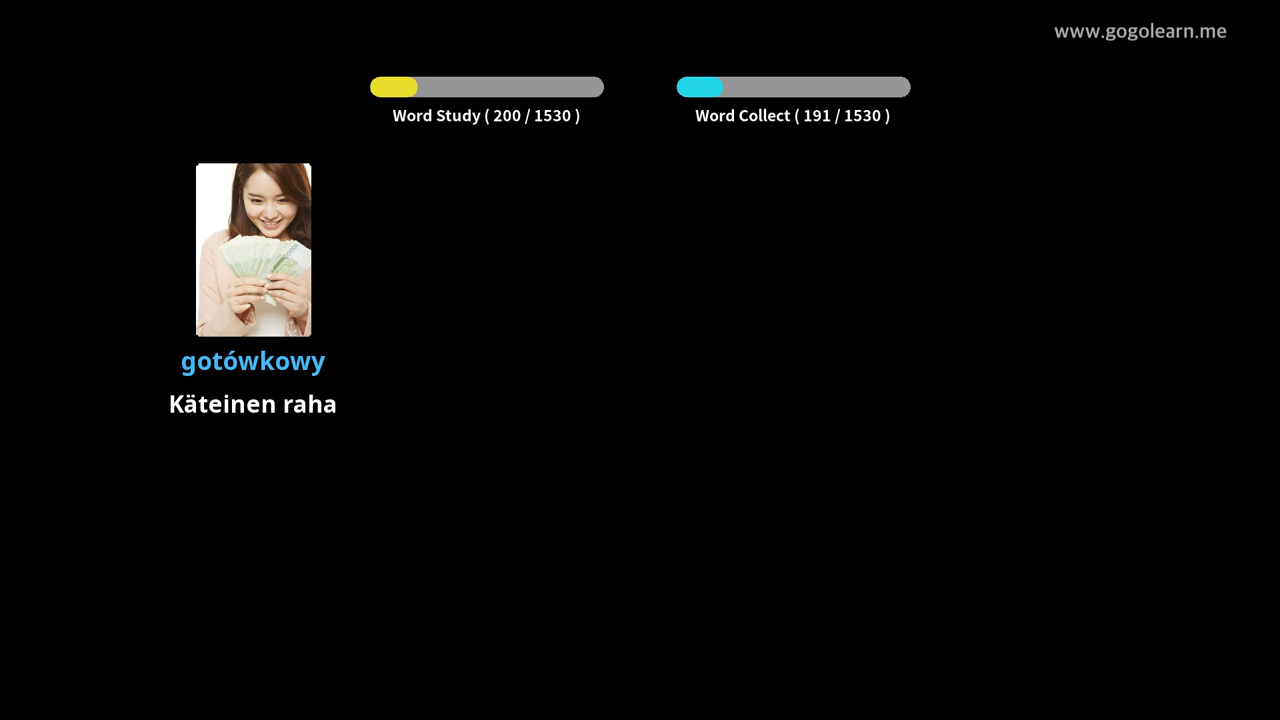 www.gogolearn.me
Word Study ( 200 / 1530 )
Word Collect ( 191 / 1530 )
gotówkowy
Käteinen raha